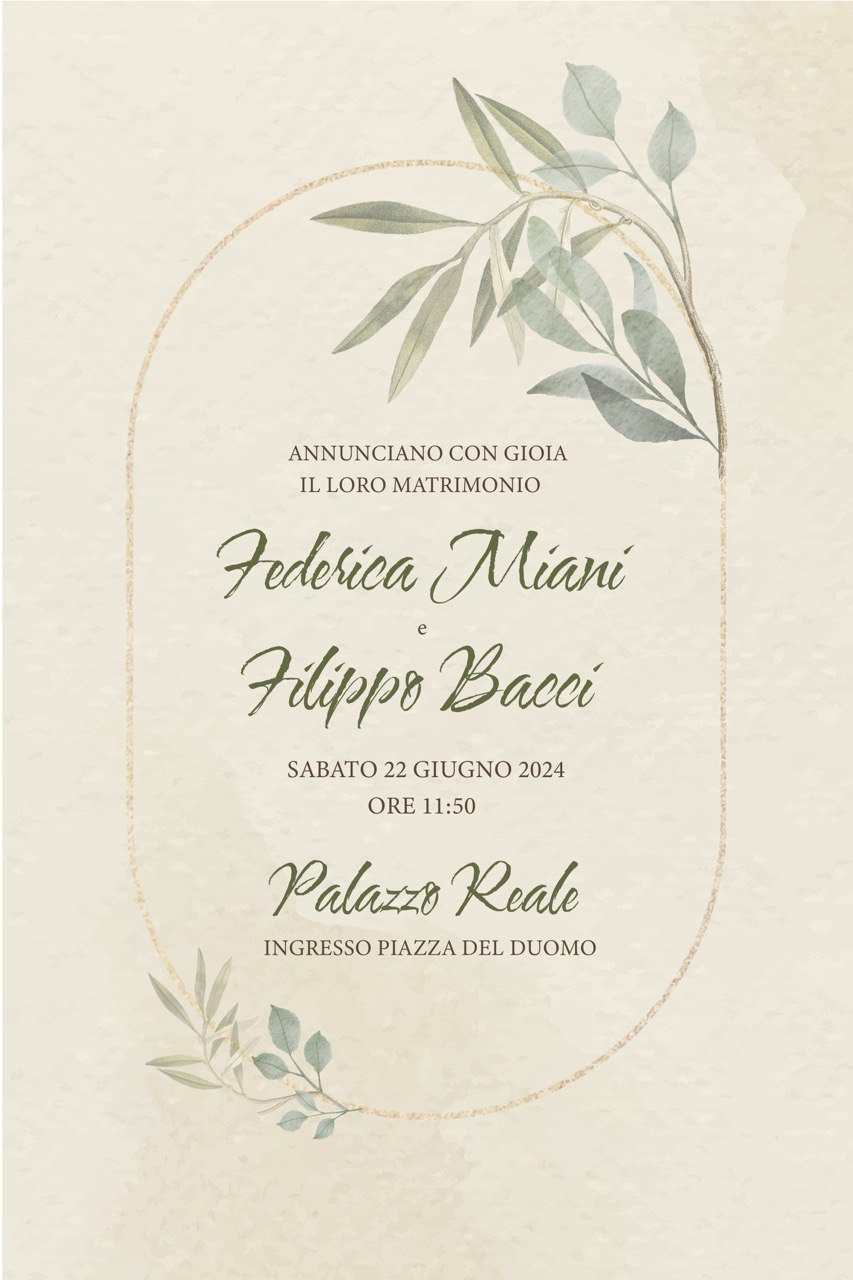 ANNUNCIANO CON GIOIA
IL LORO MATRIMONIO
Federica Miani
e
Filippo Bacci
SABATO 22 GIUGNO 2024
ORE 11:50
Palazzo Reale
INGRESSO PIAZZA DEL DUOMO